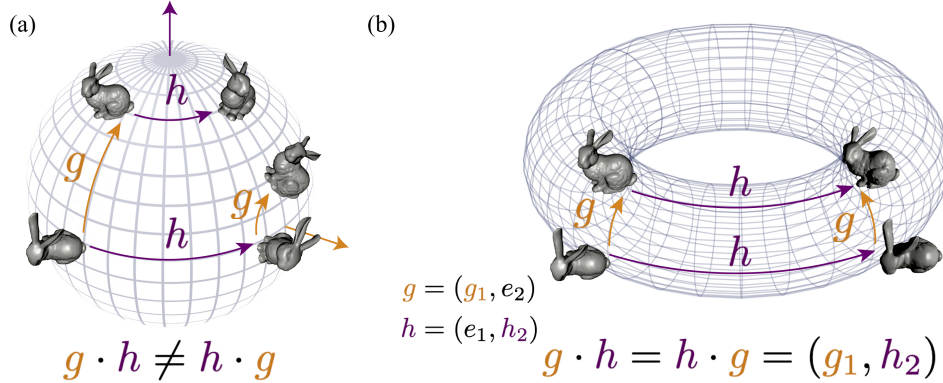 (a)
(b)
h
h
g
g
h
h
g
g
g = (g₁, e₂)
h = (e₁, h₂)
g · h ≠ h · g
g · h = h · g = (g₁, h₂)